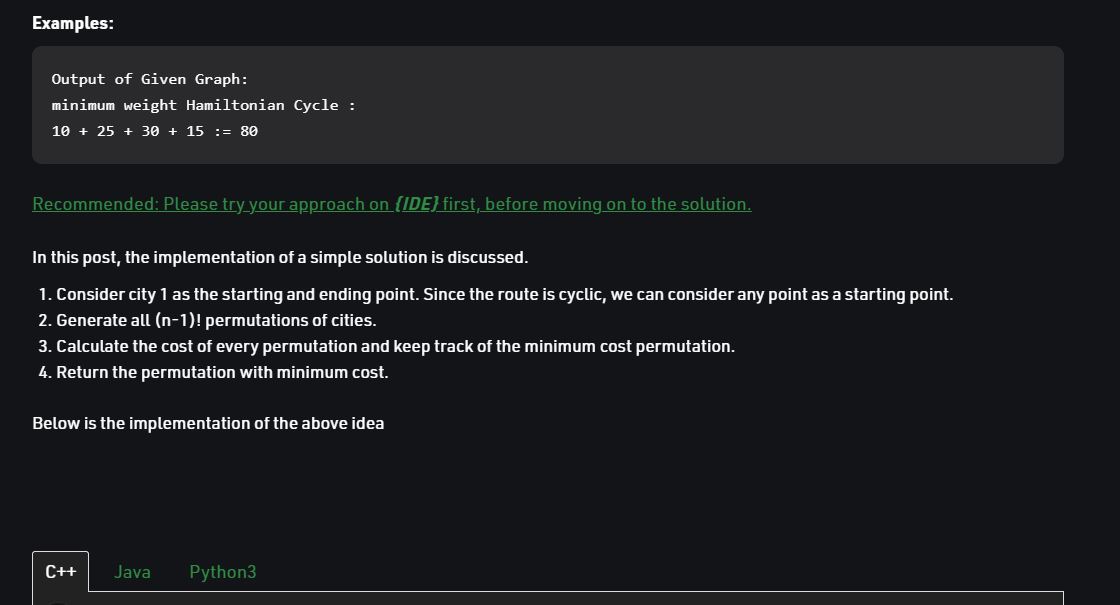 Examples:
Output of Given Graph:
minimum weight Hamiltonian Cycle :
10 + 25 + 30 + 15 := 80
Recommended: Please try your approach on {IDE} first, before moving on to the solution.
In this post, the implementation of a simple solution is discussed.
1. Consider city 1 as the starting and ending point. Since the route is cyclic, we can consider any point as a starting point.
2. Generate all (n-1)! permutations of cities.
3. Calculate the cost of every permutation and keep track of the minimum cost permutation.
4. Return the permutation with minimum cost.
Below is the implementation of the above idea
C++ Java Python3